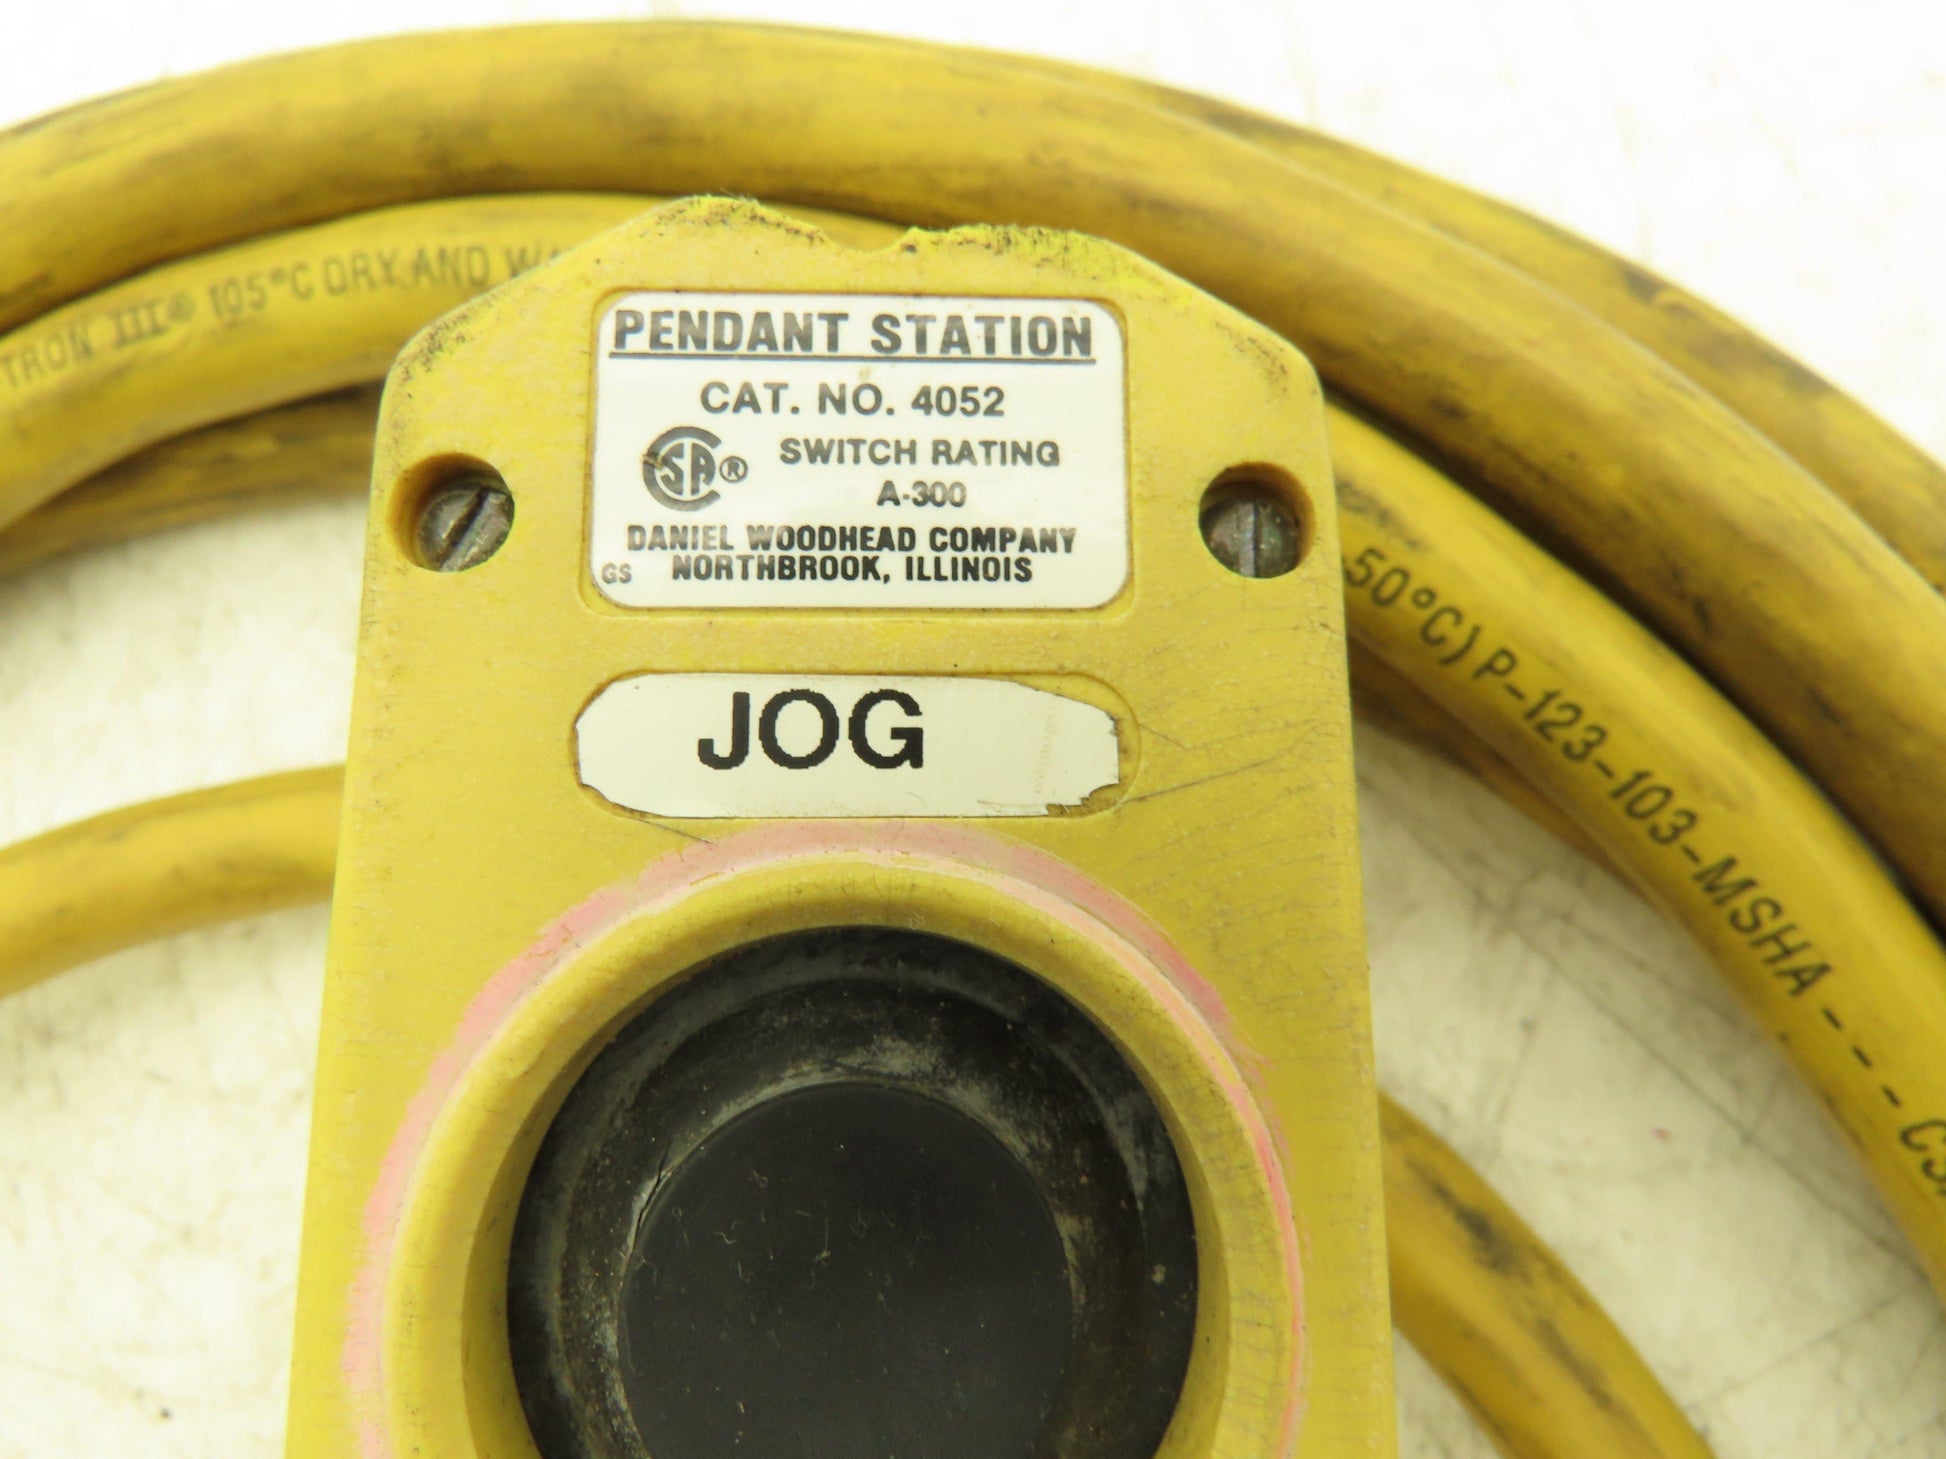 PENDANT STATION
CAT. NO. 4052
CSA® SWITCH RATING
A-300
DANIEL WOODHEAD COMPANY
GS NORTHBROOK, ILLINOIS
JOG
TRON III® 105°C DRY AND
50°C) P-123-103-MSHA - - -